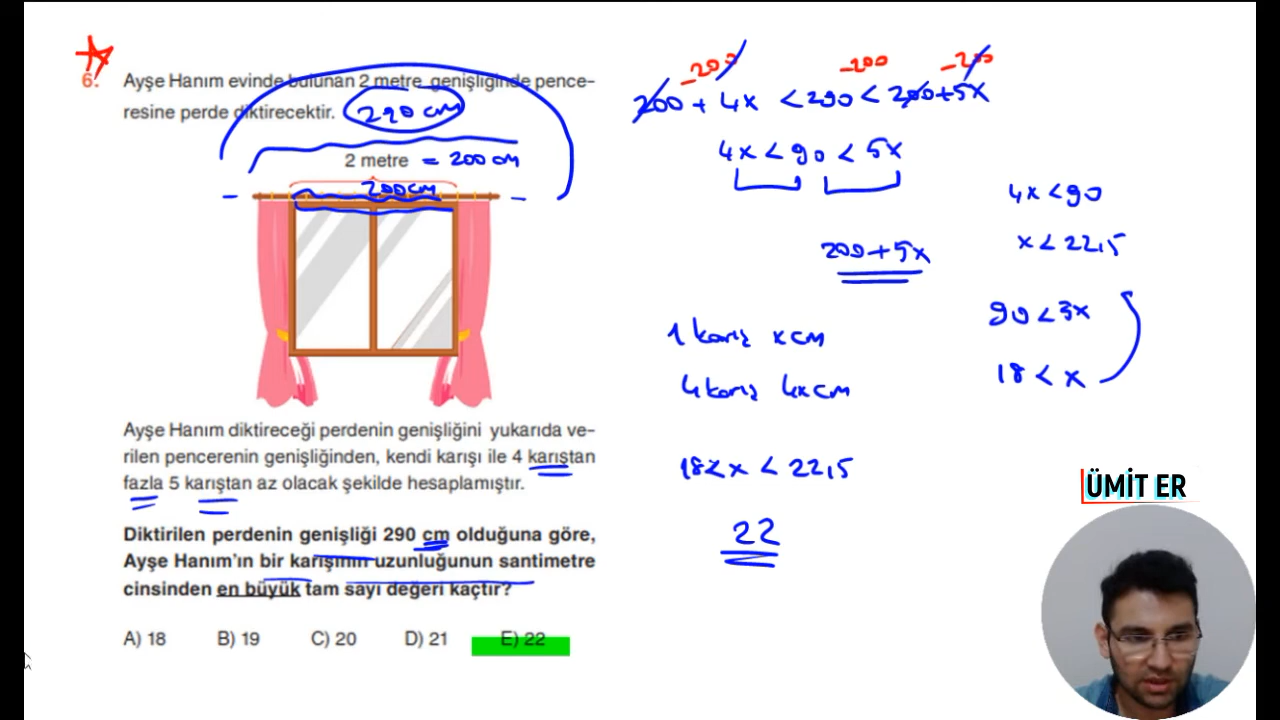 6. Ayşe Hanım evinde bulunan 2 metre genişliğinde pence-
resine perde diktirecektir. 290 cm
2 metre = 200 cm
200 cm
Ayşe Hanım diktireceği perdenin genişliğini yukarıda ve-
rilen pencerenin genişliğinden, kendi karışı ile 4 karıştan
fazla 5 karıştan az olacak şekilde hesaplamıştır.
Diktirilen perdenin genişliği 290 cm olduğuna göre,
Ayşe Hanım'ın bir karışının uzunluğunun santimetre
cinsinden en büyük tam sayı değeri kaçtır?
A) 18 B) 19 C) 20 D) 21 E) 22
-200 -200 -200
200 + 4x < 290 < 200 + 5x
4x < 90 < 5x
200 + 5x
1 karış x cm
4 karış 4x cm
18 < x < 22,5
22
4x < 90
x < 22,5
90 < 5x
18 < x
ÜMİT ER